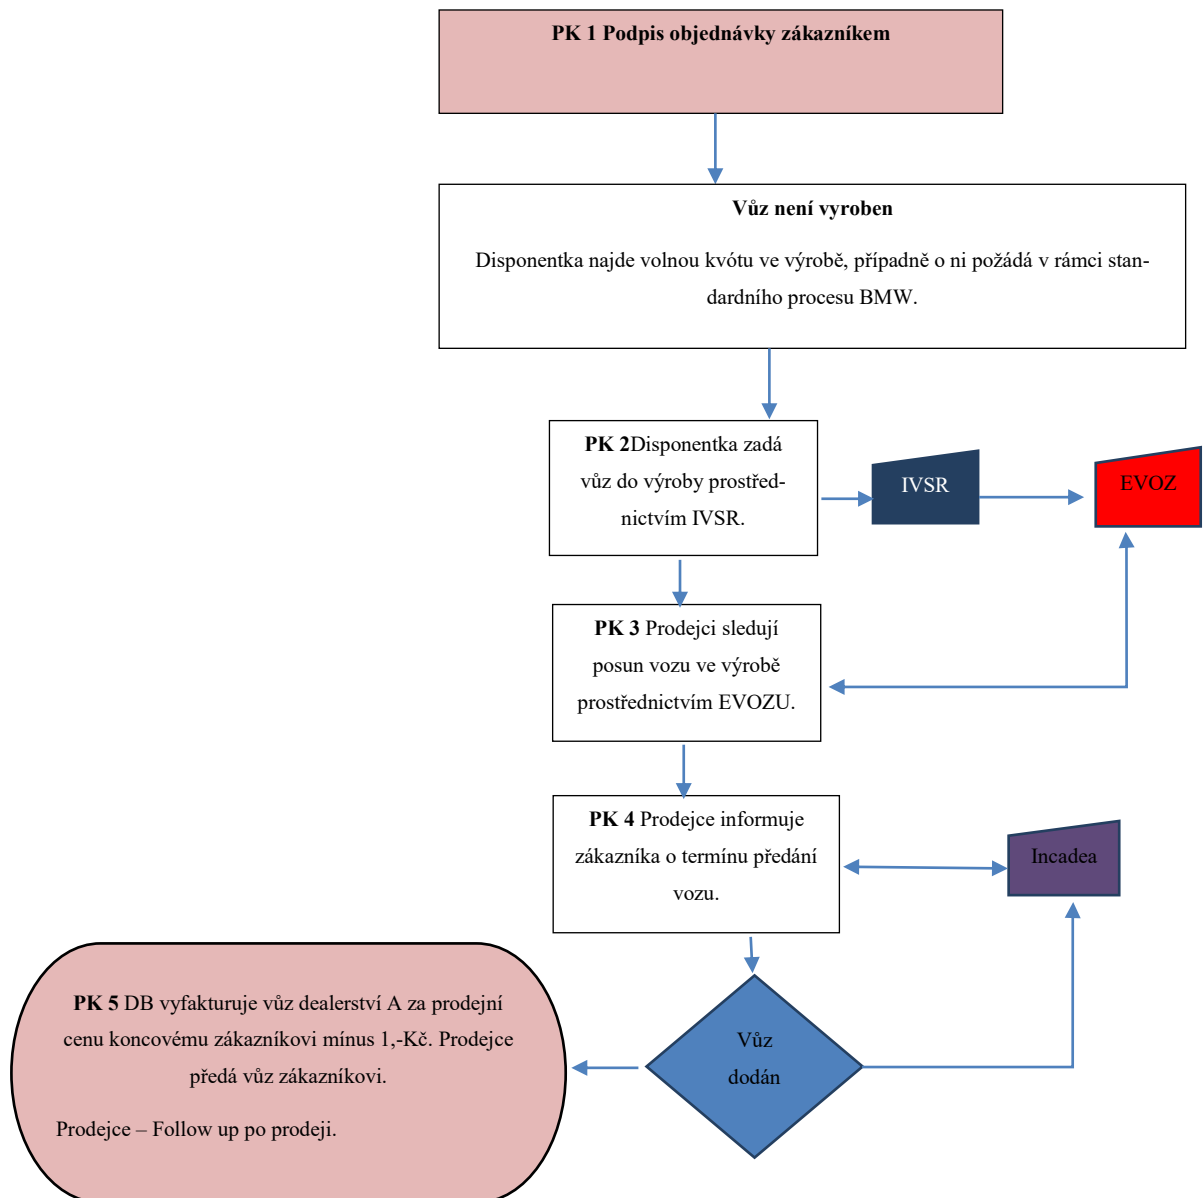 PK 1 Podpis objednávky zákazníkem
Vůz není vyroben
Disponentka najde volnou kvótu ve výrobě, případně o ni požádá v rámci stan-
dardního procesu BMW.
PK 2Disponentka zadá
vůz do výroby prostřed-
nictvím IVSR.
IVSR
EVOZ
PK 3 Prodejci sledují
posun vozu ve výrobě
prostřednictvím EVOZU.
PK 4 Prodejce informuje
zákazníka o termínu předání
vozu.
Incadea
Vůz
dodán
PK 5 DB vyfakturuje vůz dealerství A za prodejní
cenu koncovému zákazníkovi mínus 1,-Kč. Prodejce
předá vůz zákazníkovi.
Prodejce – Follow up po prodeji.